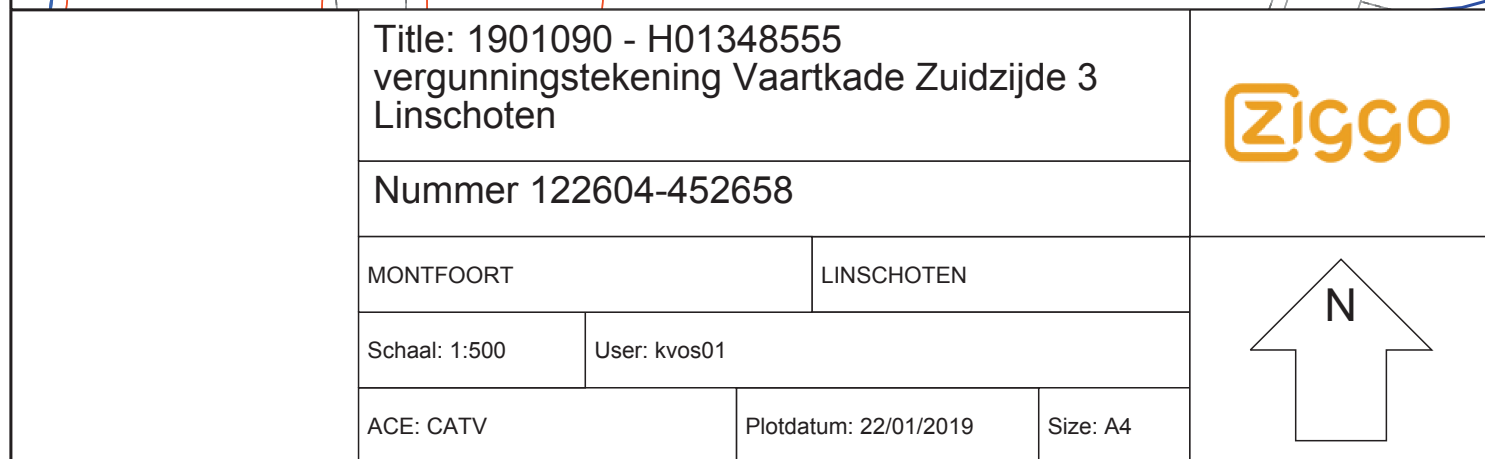 Title: 1901090 - H01348555
vergunningstekening Vaartkade Zuidzijde 3
Linschoten
ziggo
Nummer 122604-452658
MONTFOORT
LINSCHOTEN
N
Schaal: 1:500
User: kvos01
ACE: CATV
Plotdatum: 22/01/2019
Size: A4